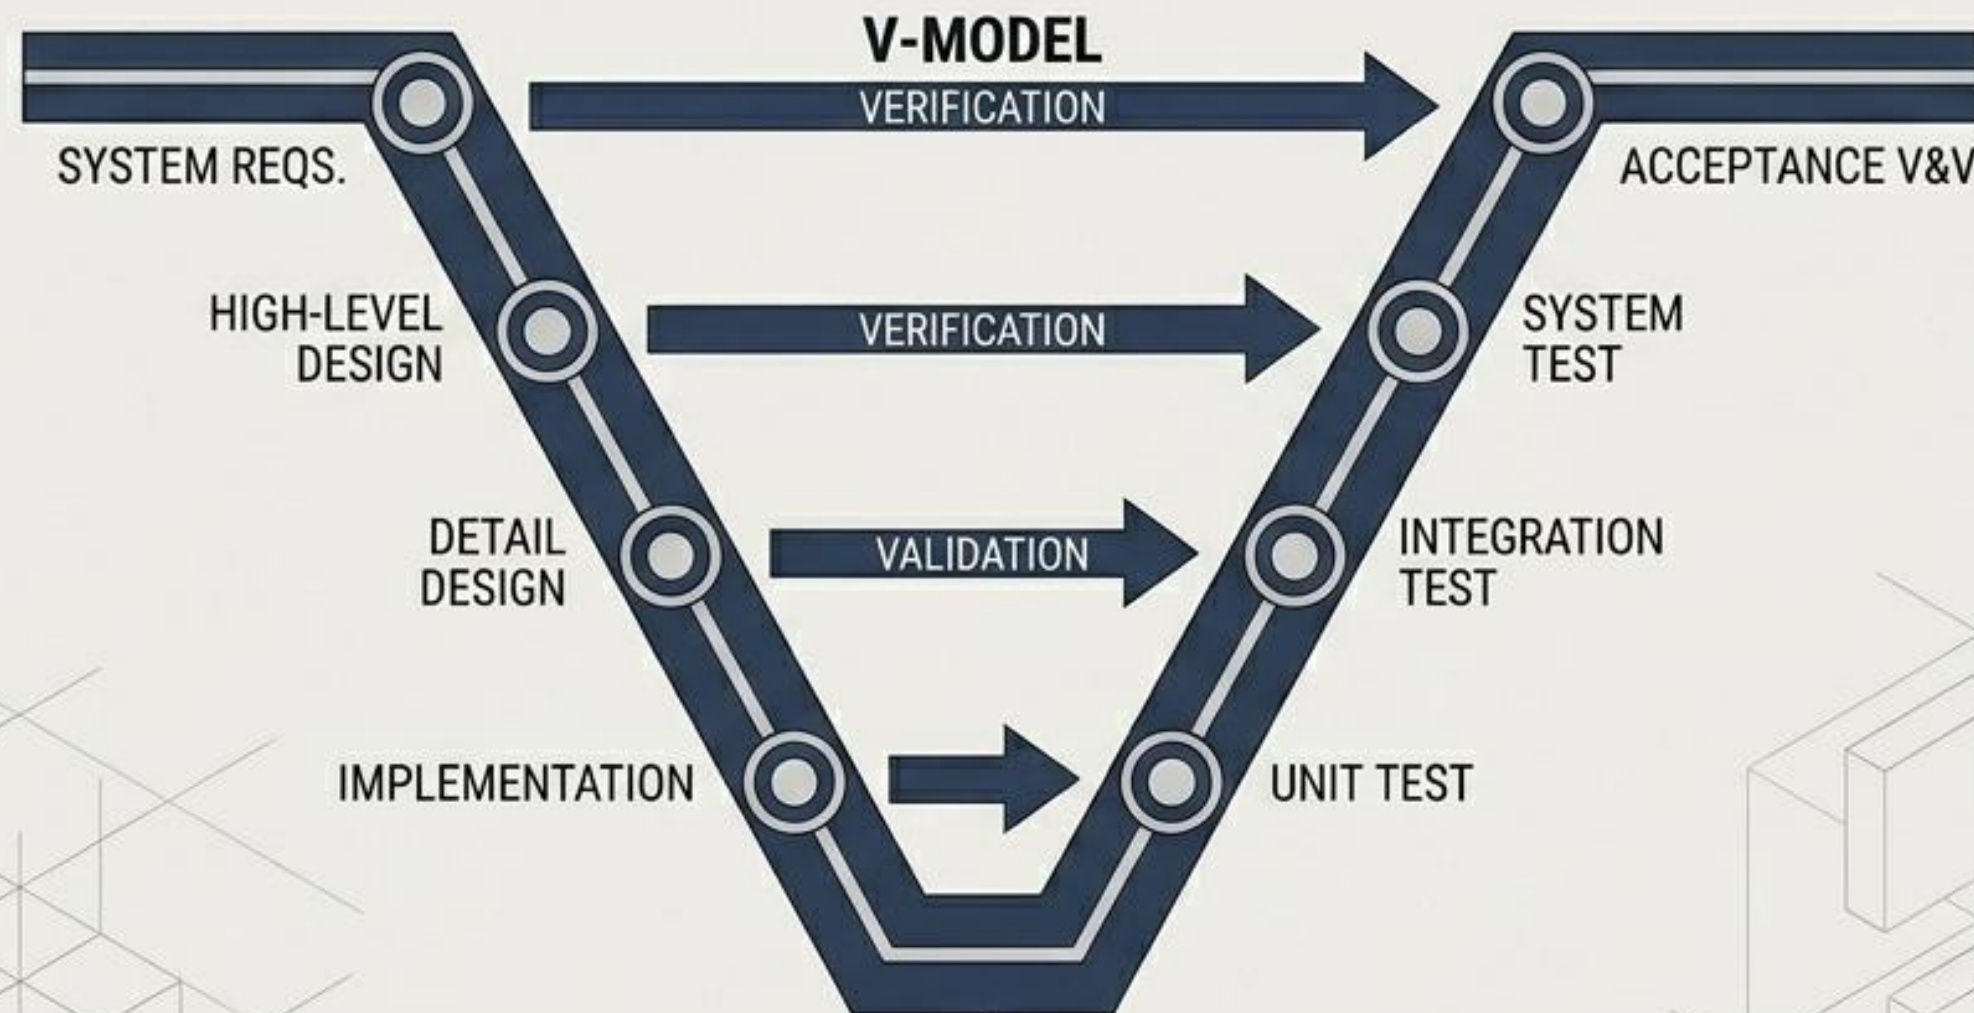 V-MODEL
VERIFICATION
SYSTEM REQS.
ACCEPTANCE V&V
HIGH-LEVEL
DESIGN
VERIFICATION
SYSTEM
TEST
DETAIL
DESIGN
VALIDATION
INTEGRATION
TEST
IMPLEMENTATION
UNIT TEST